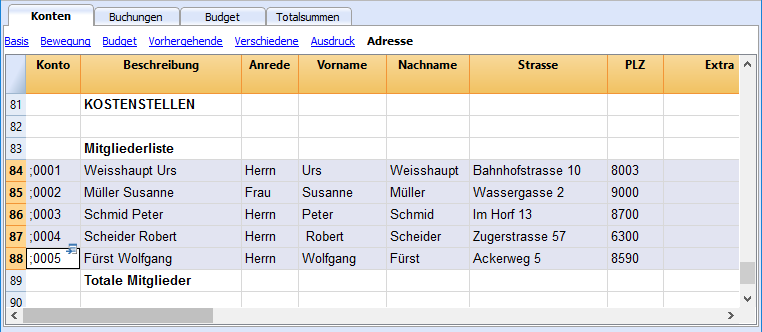 Konten Buchungen Budget Totalsummen
Basis Bewegung Budget Vorhergehende Verschiedene Ausdruck Adresse
Konto Beschreibung Anrede Vorname Nachname Strasse PLZ Extra
81 KOSTENSTELLEN
82
83 Mitgliederliste
84 ;0001 Weisshaupt Urs Herrn Urs Weisshaupt Bahnhofstrasse 10 8003
85 ;0002 Müller Susanne Frau Susanne Müller Wassergasse 2 9000
86 ;0003 Schmid Peter Herrn Peter Schmid Im Horf 13 8700
87 ;0004 Scheider Robert Herrn Robert Scheider Zugerstrasse 57 6300
88 ;0005 Fürst Wolfgang Herrn Wolfgang Fürst Ackerweg 5 8590
89 Totale Mitglieder
90